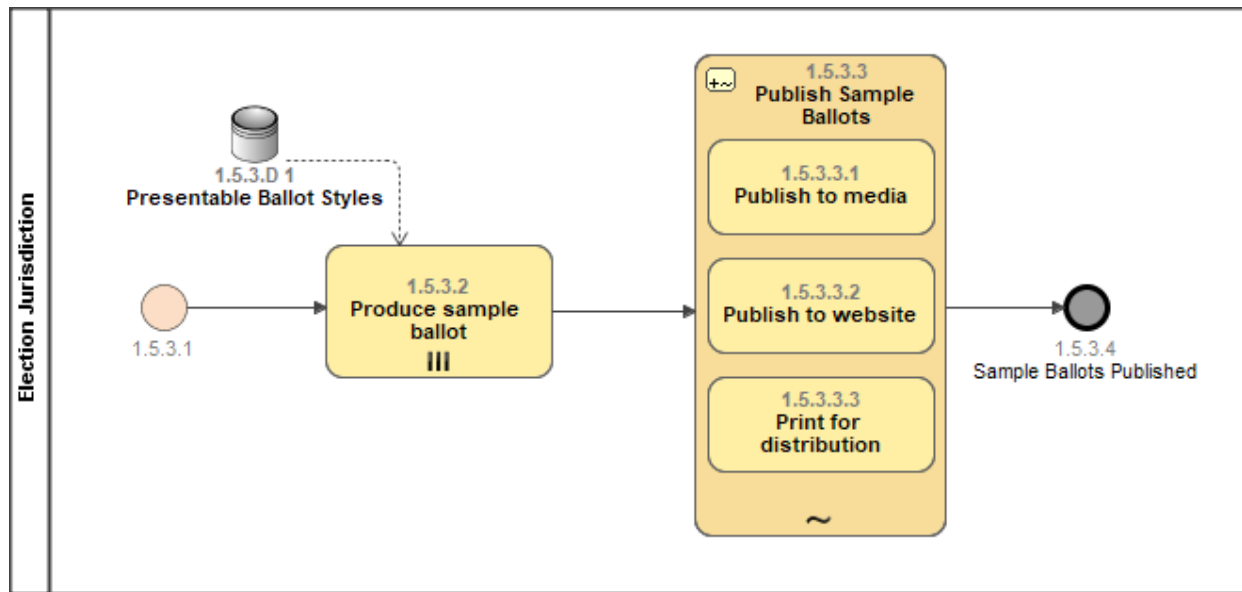 Election Jurisdiction
1.5.3.D 1
Presentable Ballot Styles
1.5.3.1
1.5.3.2
Produce sample
ballot
1.5.3.3
Publish Sample
Ballots
1.5.3.3.1
Publish to media
1.5.3.3.2
Publish to website
1.5.3.3.3
Print for
distribution
~
1.5.3.4
Sample Ballots Published